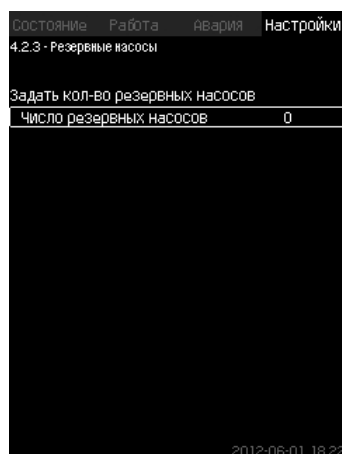 Состояние Работа Авария Настройки
4.2.3 - Резервные насосы
Задать кол-во резервных насосов
Число резервных насосов 0
2012-06-01 18:22